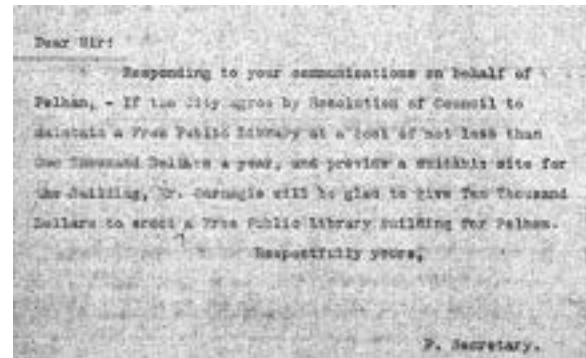 Dear Sir:
Responding to your communications on behalf of
Pelham, - If the City agree by Resolution of Council to
maintain a Free Public Library at a cost of not less than
One Thousand Dollars a year, and provide a suitable site for
the Building, Mr. Carnegie will be glad to give Ten Thousand
Dollars to erect a Free Public Library Building for Pelham.
Respectfully yours,
P. Secretary.